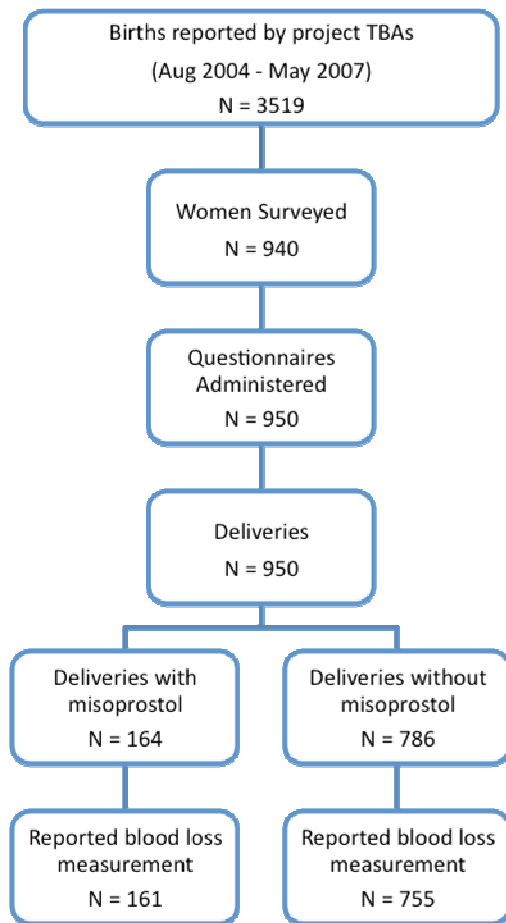 Births reported by project TBAs
(Aug 2004 - May 2007)
N = 3519
Women Surveyed
N = 940
Questionnaires
Administered
N = 950
Deliveries
N = 950
Deliveries with
misoprostol
N = 164
Deliveries without
misoprostol
N = 786
Reported blood loss
measurement
N = 161
Reported blood loss
measurement
N = 755